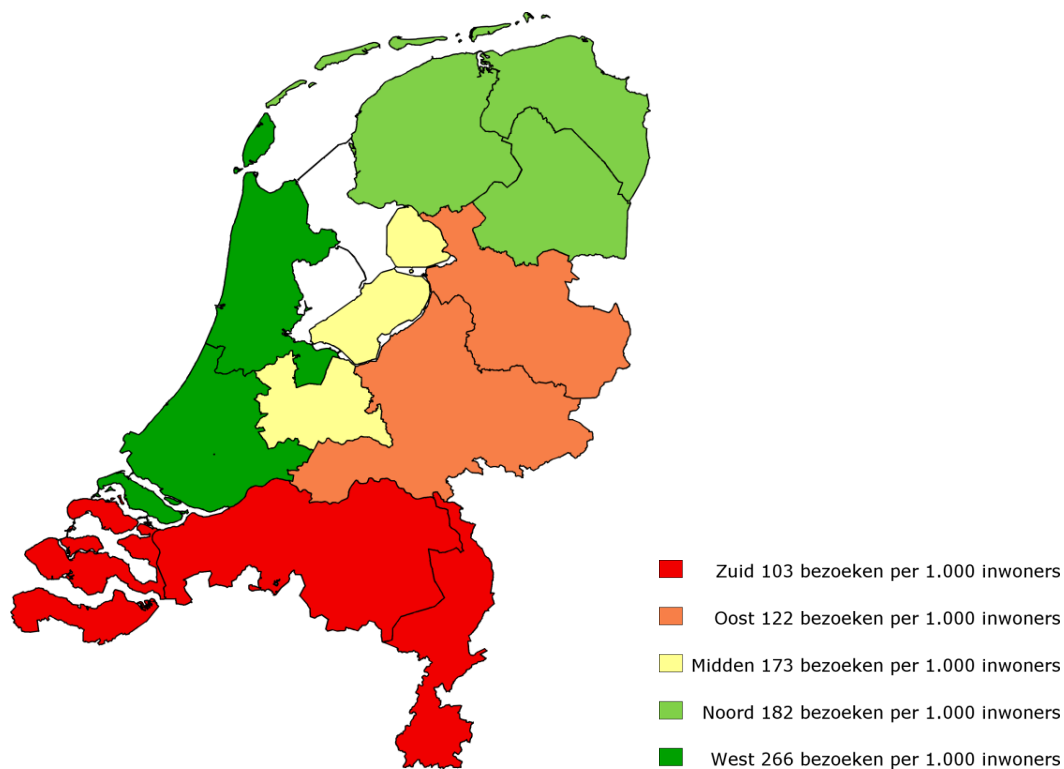 Zuid 103 bezoeken per 1.000 inwoners
Oost 122 bezoeken per 1.000 inwoners
Midden 173 bezoeken per 1.000 inwoners
Noord 182 bezoeken per 1.000 inwoners
West 266 bezoeken per 1.000 inwoners